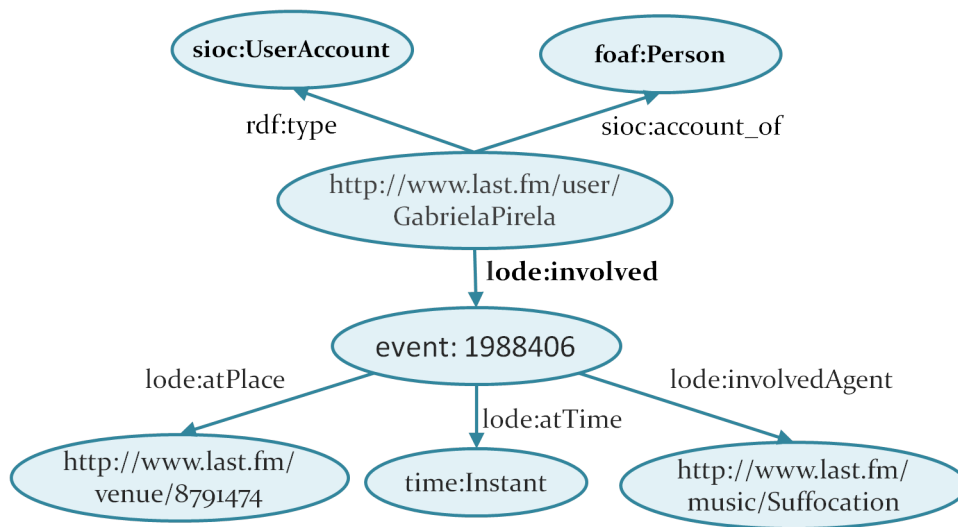 sioc:UserAccount
foaf:Person
rdf:type
sioc:account_of
http://www.last.fm/user/
GabrielaPirela
lode:involved
event: 1988406
lode:atPlace
lode:involvedAgent
lode:atTime
http://www.last.fm/
venue/8791474
time:Instant
http://www.last.fm/
music/Suffocation